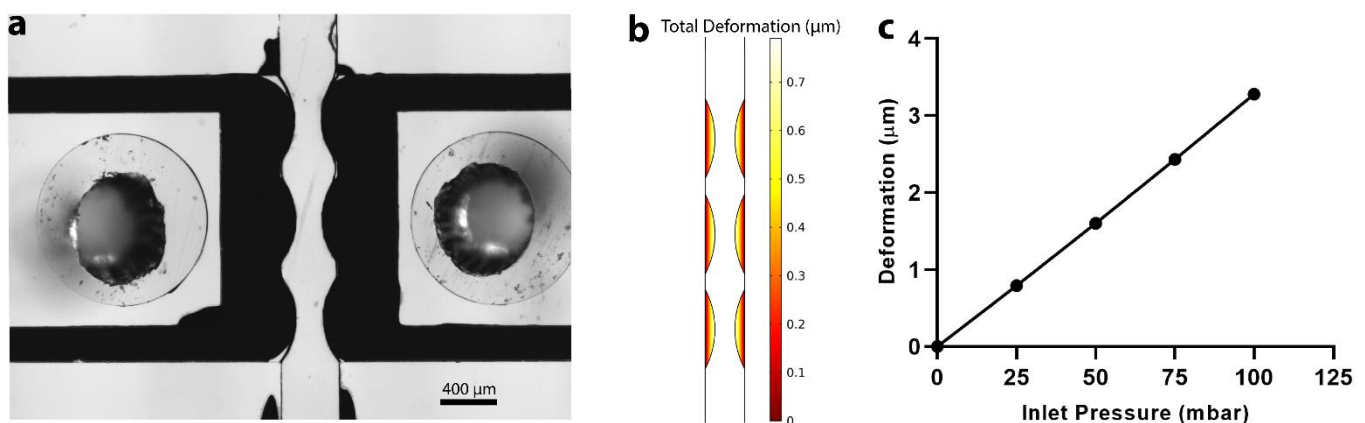 a
400 µm
b
Total Deformation (µm)
0.7
0.6
0.5
0.4
0.3
0.2
0.1
0
c
Deformation (µm)
4
3
2
1
0
0 25 50 75 100 125
Inlet Pressure (mbar)